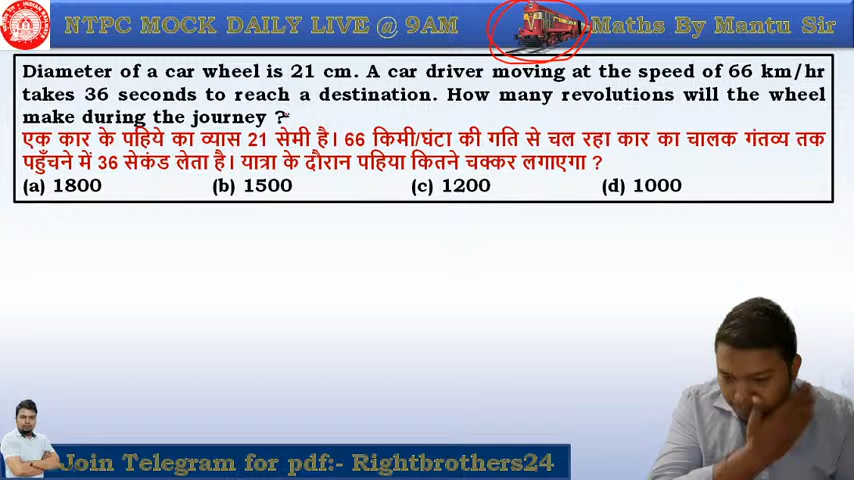 NTPC MOCK DAILY LIVE @ 9AM
Maths By Mantu Sir
Diameter of a car wheel is 21 cm. A car driver moving at the speed of 66 km/hr
takes 36 seconds to reach a destination. How many revolutions will the wheel
make during the journey ?
एक कार के पहिये का व्यास 21 सेमी है। 66 किमी/घंटा की गति से चल रहा कार का चालक गंतव्य तक
पहुँचने में 36 सेकंड लेता है। यात्रा के दौरान पहिया कितने चक्कर लगाएगा ?
(a) 1800 (b) 1500 (c) 1200 (d) 1000
Join Telegram for pdf:- Rightbrothers24